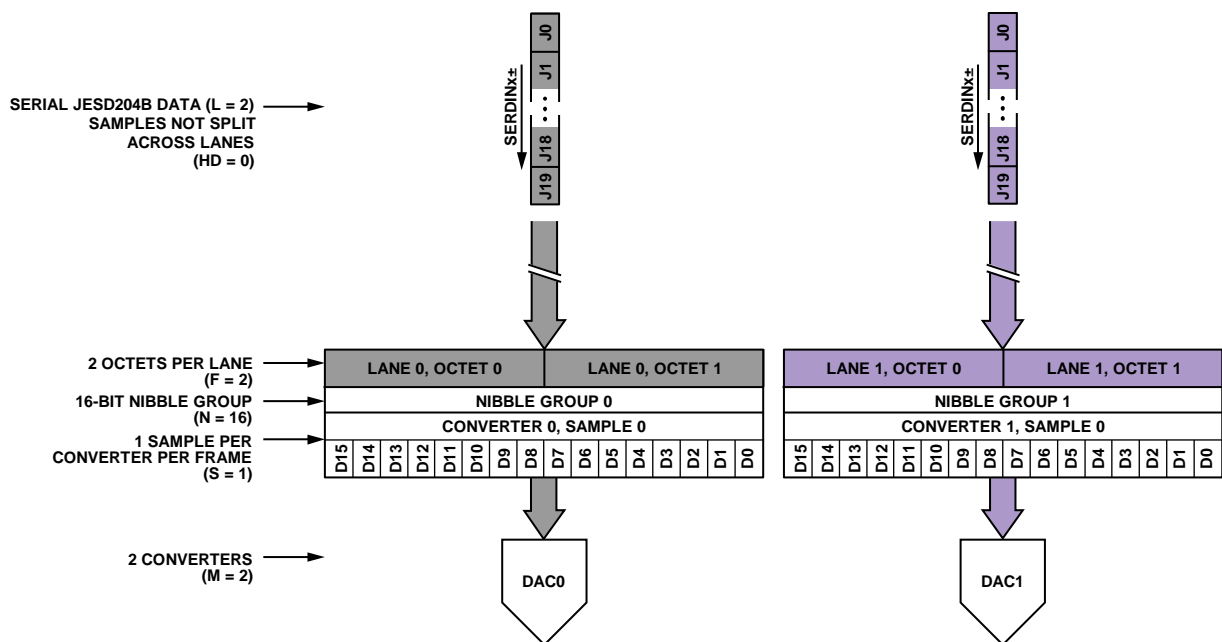 SERIAL JESD204B DATA (L = 2)
SAMPLES NOT SPLIT
ACROSS LANES
(HD = 0)
SERDINx±
J0
J1
J18
J19
SERDINx±
J0
J1
J18
J19
2 OCTETS PER LANE
(F = 2)
LANE 0, OCTET 0 LANE 0, OCTET 1
LANE 1, OCTET 0 LANE 1, OCTET 1
16-BIT NIBBLE GROUP
(N = 16)
NIBBLE GROUP 0
NIBBLE GROUP 1
CONVERTER 0, SAMPLE 0
CONVERTER 1, SAMPLE 0
1 SAMPLE PER
CONVERTER PER FRAME
(S = 1)
D15 D14 D13 D12 D11 D10 D9 D8 D7 D6 D5 D4 D3 D2 D1 D0
D15 D14 D13 D12 D11 D10 D9 D8 D7 D6 D5 D4 D3 D2 D1 D0
2 CONVERTERS
(M = 2)
DAC0
DAC1